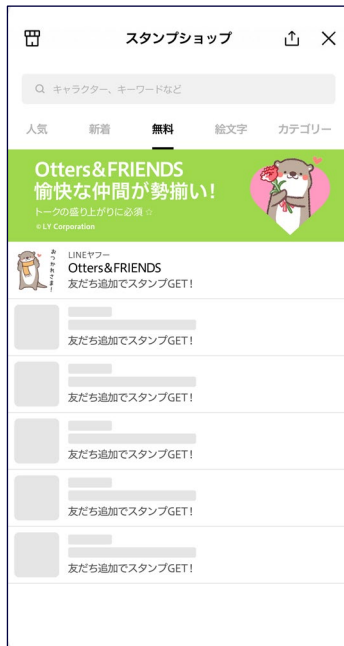 スタンプショップ
キャラクター、キーワードなど
人気 新着 無料 絵文字 カテゴリー
Otters&FRIENDS
愉快な仲間が勢揃い!
トークの盛り上がりに必須☆
© LY Corporation
おつかれさま!
LINEヤフー
Otters&FRIENDS
友だち追加でスタンプGET!
友だち追加でスタンプGET!
友だち追加でスタンプGET!
友だち追加でスタンプGET!
友だち追加でスタンプGET!
友だち追加でスタンプGET!